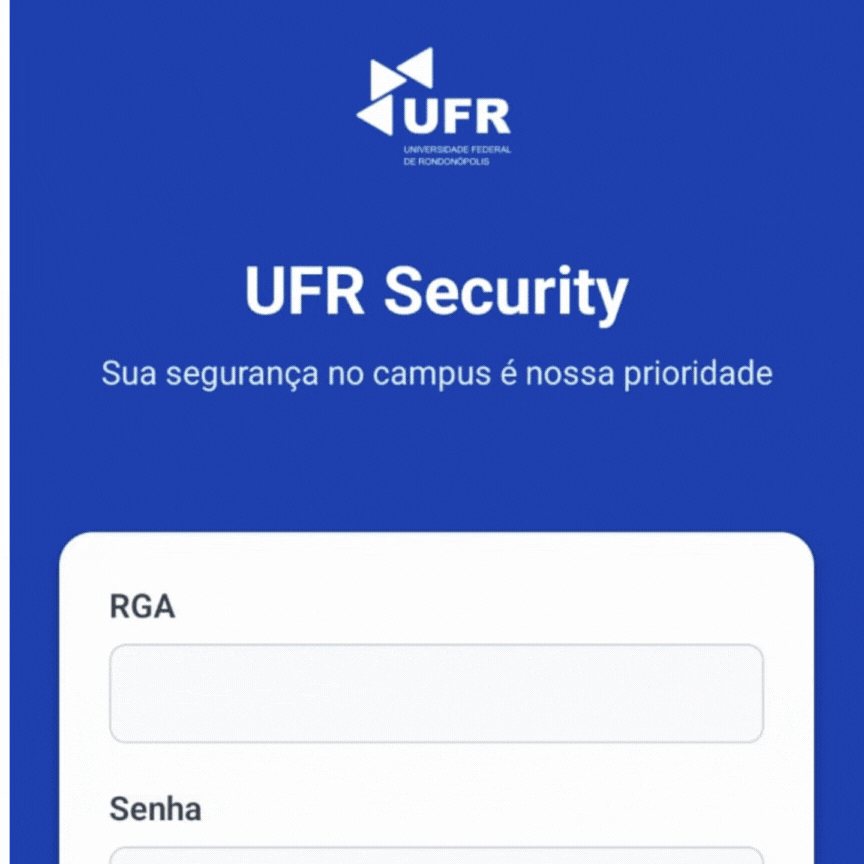 UFR
UNIVERSIDADE FEDERAL
DE RONDONÓPOLIS
UFR Security
Sua segurança no campus é nossa prioridade
RGA
Senha